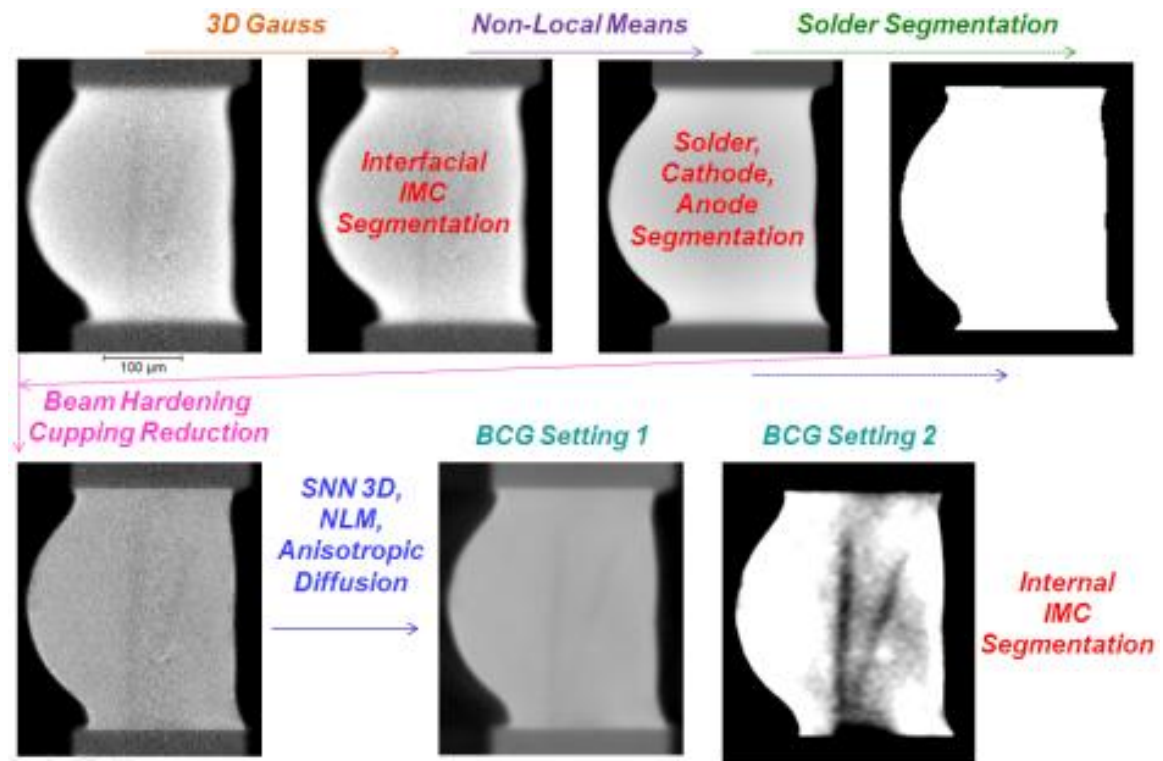 3D Gauss
Non-Local Means
Solder Segmentation
Interfacial
IMC
Segmentation
Solder,
Cathode,
Anode
Segmentation
100 µm
Beam Hardening
Cupping Reduction
SNN 3D,
NLM,
Anisotropic
Diffusion
BCG Setting 1
BCG Setting 2
Internal
IMC
Segmentation